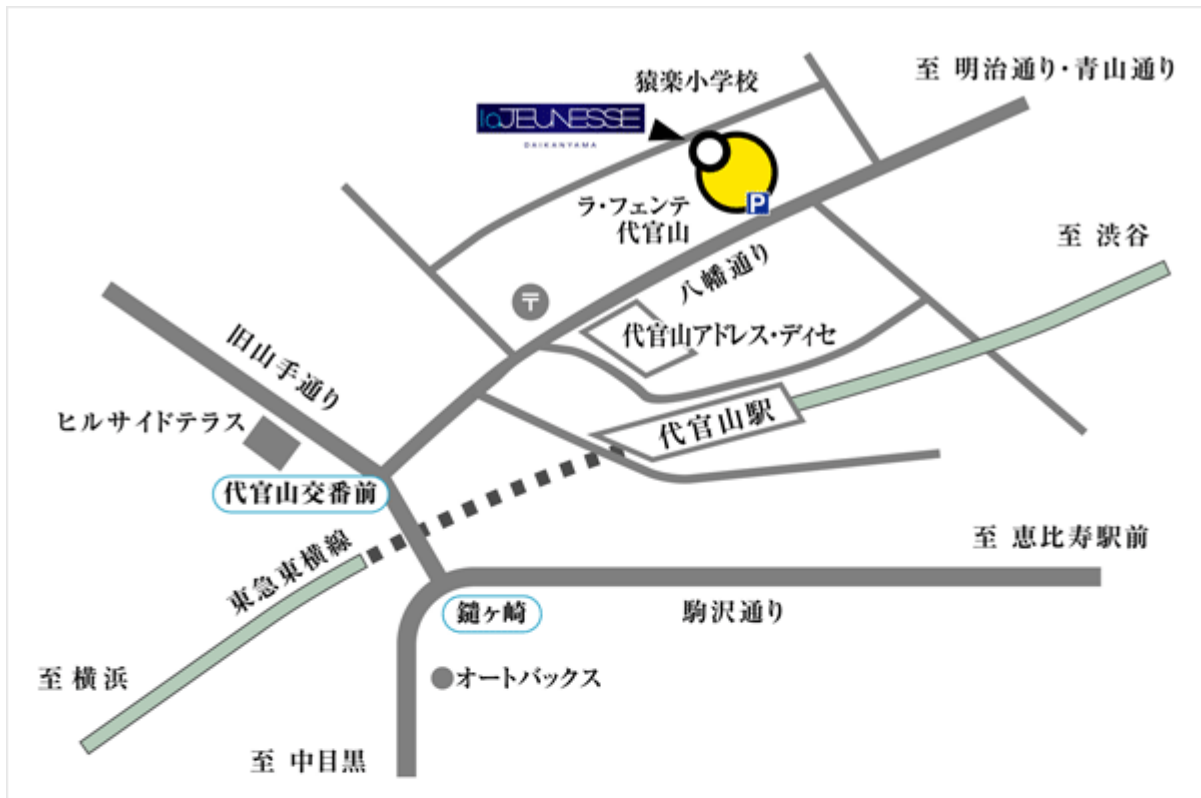 至 明治通り・青山通り
猿楽小学校
laJEUNESSE
DAIKANYAMA
P
ラ・フェンテ
代官山
至 渋谷
八幡通り
〒
代官山アドレス・ディセ
旧山手通り
ヒルサイドテラス
代官山駅
代官山交番前
至 恵比寿駅前
東急東横線
鑓ヶ崎
駒沢通り
至 横浜
オートバックス
至 中目黒